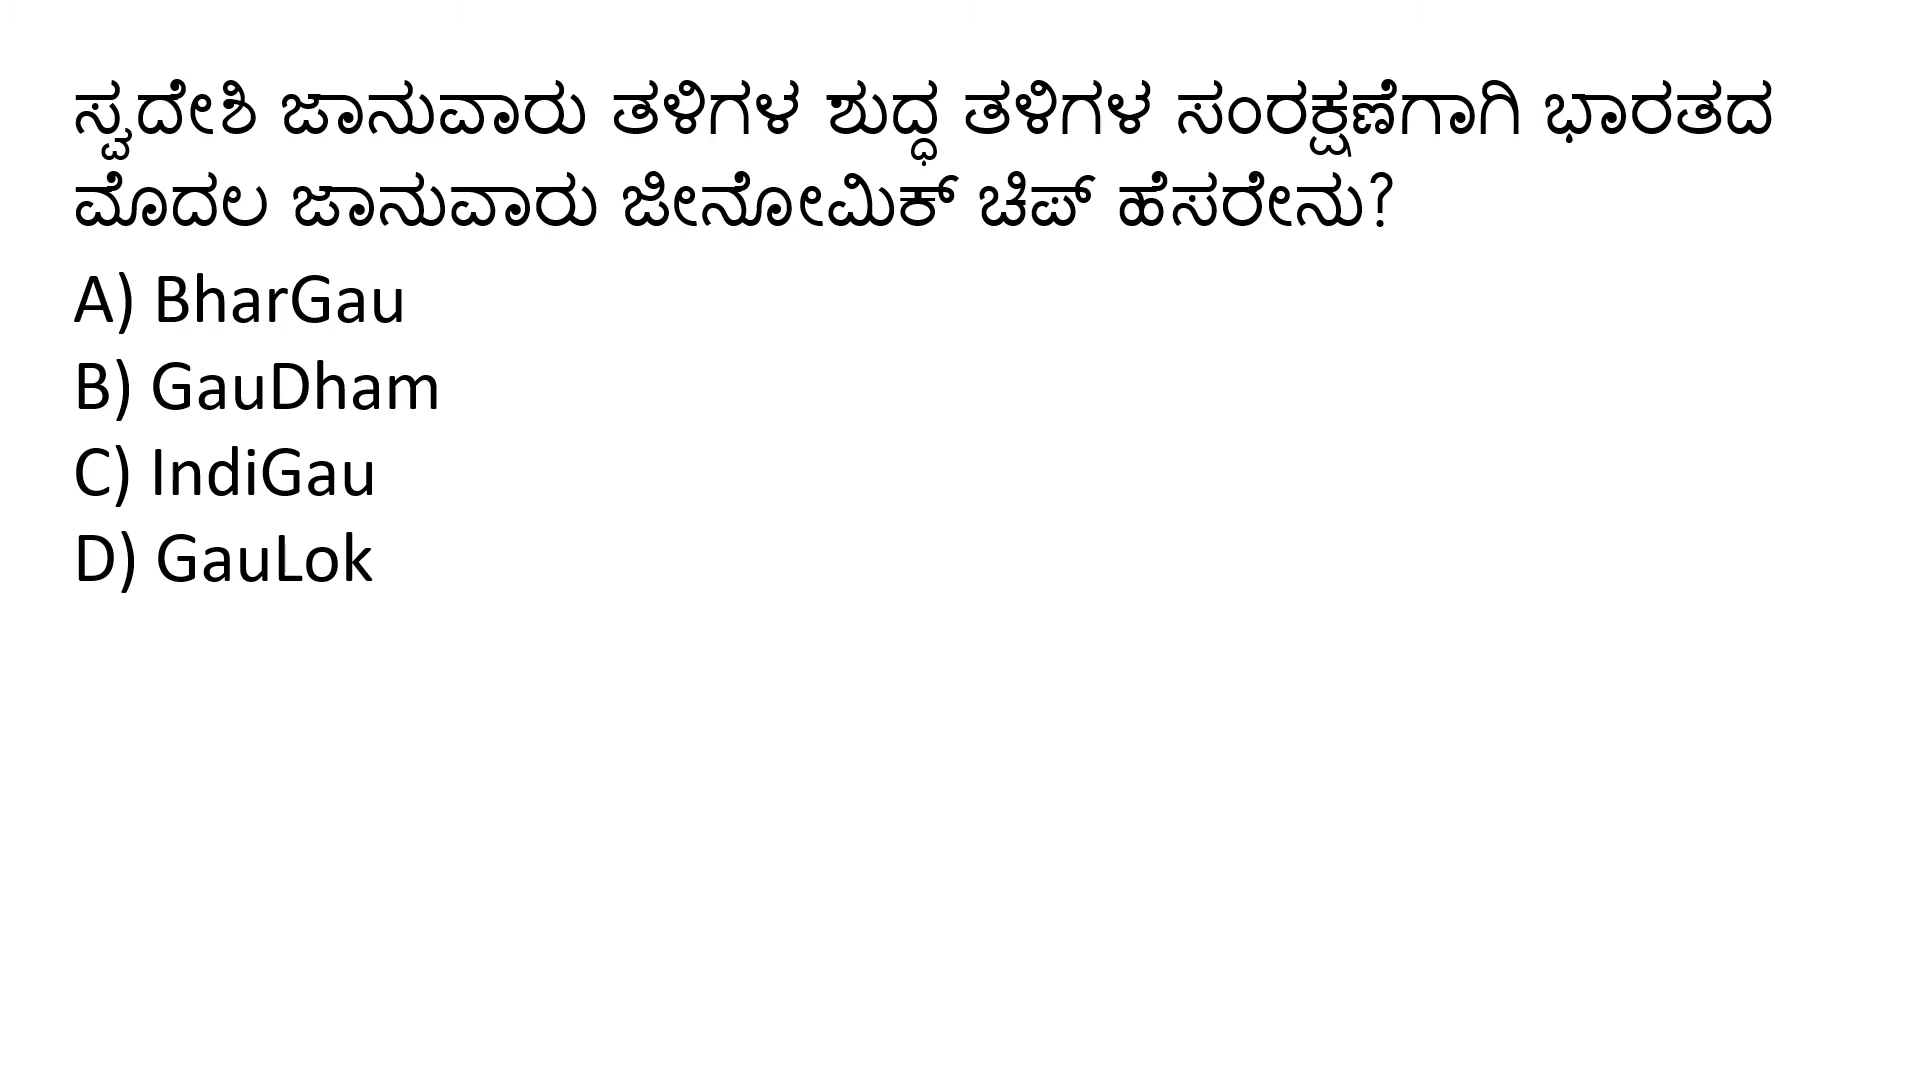 ಸ್ವದೇಶಿ ಜಾನುವಾರು ತಳಿಗಳ ಶುದ್ಧ ತಳಿಗಳ ಸಂರಕ್ಷಣೆಗಾಗಿ ಭಾರತದ
ಮೊದಲ ಜಾನುವಾರು ಜೀನೋಮಿಕ್ ಚಿಪ್ ಹೆಸರೇನು?
A) BharGau
B) GauDham
C) IndiGau
D) GauLok